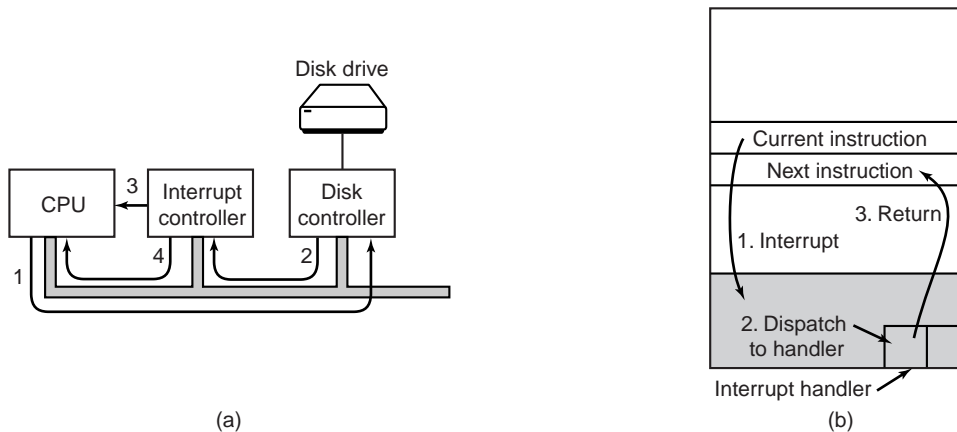 Disk drive
CPU
3
Interrupt
controller
Disk
controller
1
4
2
(a)
Current instruction
Next instruction
3. Return
1. Interrupt
2. Dispatch
to handler
Interrupt handler
(b)